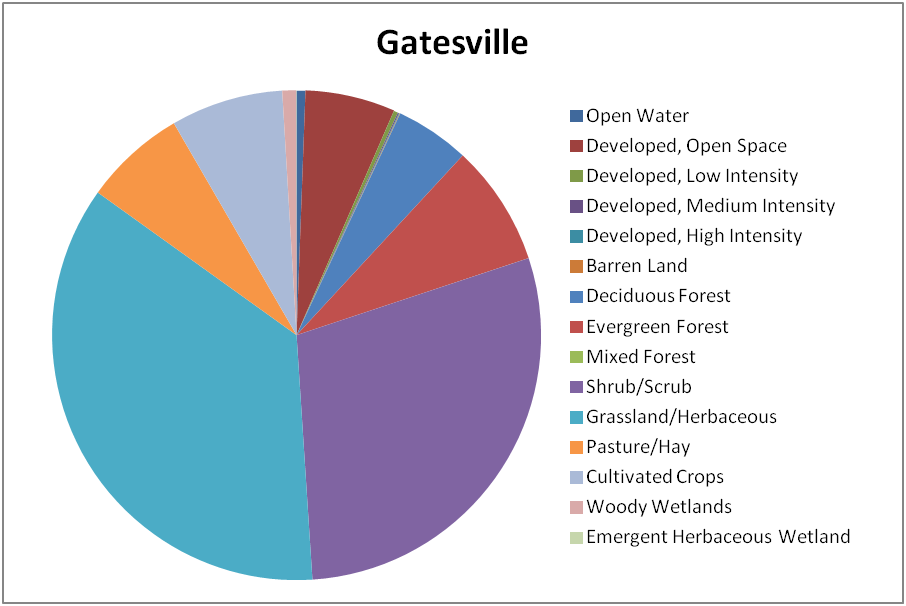 Gatesville
Open Water
Developed, Open Space
Developed, Low Intensity
Developed, Medium Intensity
Developed, High Intensity
Barren Land
Deciduous Forest
Evergreen Forest
Mixed Forest
Shrub/Scrub
Grassland/Herbaceous
Pasture/Hay
Cultivated Crops
Woody Wetlands
Emergent Herbaceous Wetland